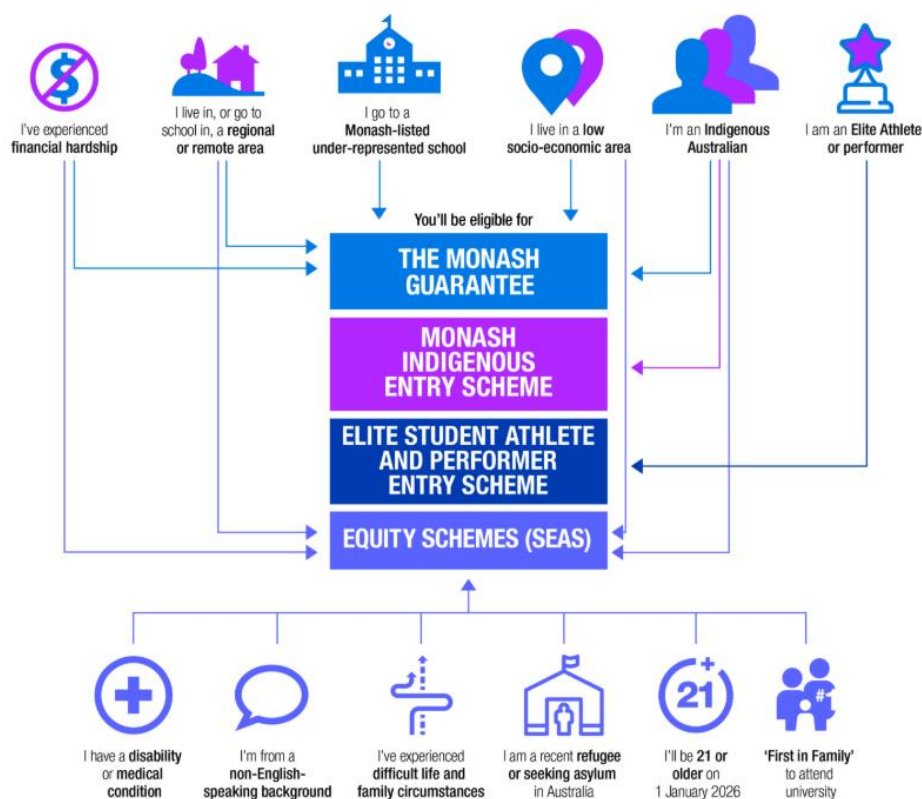 $
I've experienced
financial hardship
I live in, or go to
school in, a regional
or remote area
I go to a
Monash-listed
under-represented school
I live in a low
socio-economic area
I'm an Indigenous
Australian
I am an Elite Athlete
or performer
You'll be eligible for
THE MONASH
GUARANTEE
MONASH
INDIGENOUS
ENTRY SCHEME
ELITE STUDENT ATHLETE
AND PERFORMER
ENTRY SCHEME
EQUITY SCHEMES (SEAS)
I have a disability
or medical
condition
I'm from a
non-English-
speaking background
I've experienced
difficult life and
family circumstances
I am a recent refugee
or seeking asylum
in Australia
21+
I'll be 21 or
older on
1 January 2026
#1
'First in Family'
to attend
university